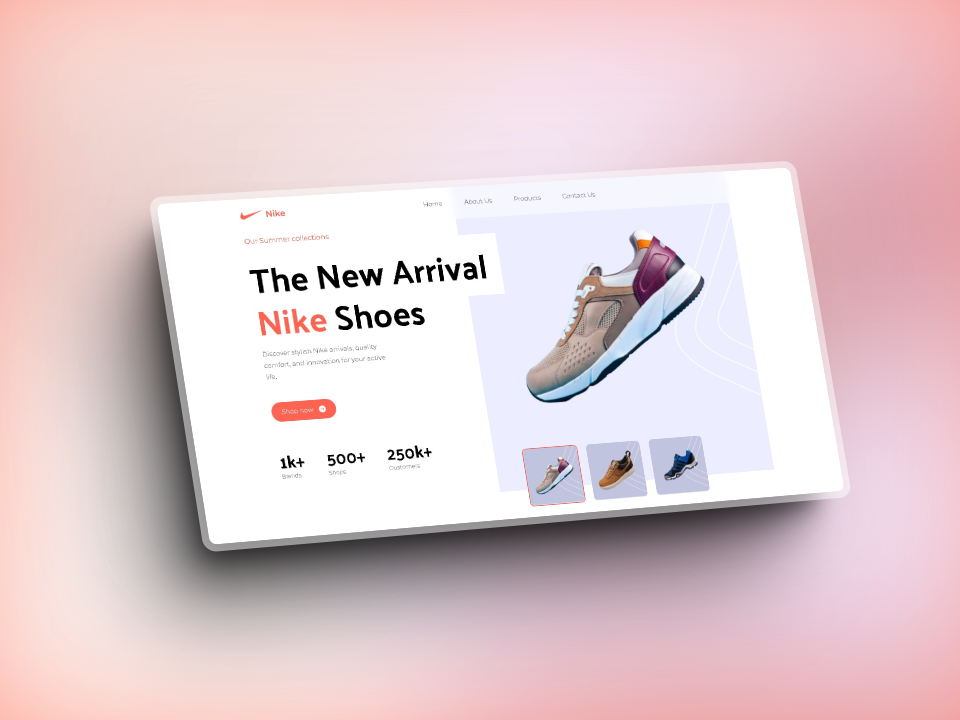 Nike
Home
About Us
Products
Contact Us
Our Summer collections
The New Arrival
Nike Shoes
Discover stylish Nike arrivals, quality
comfort, and innovation for your active
life.
Shop now
1k+
Brands
500+
Shops
250k+
Customers